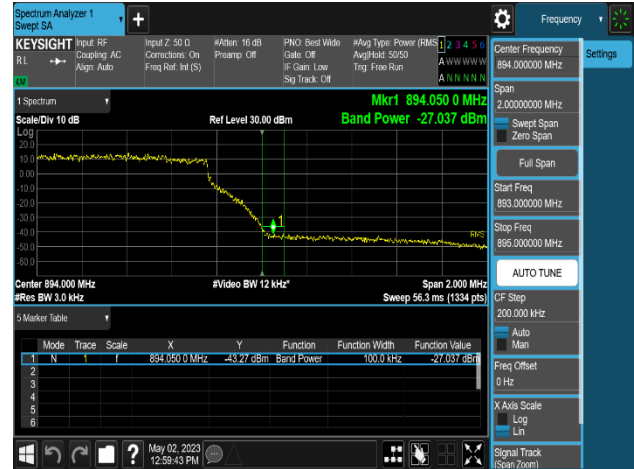 Spectrum Analyzer 1
Swept SA
+
Frequency
KEYSIGHT
RL
Input: RF
Coupling: AC
Align: Auto
Input Z: 50 Ω
Corrections: On
Freq Ref: Int (S)
#Atten: 16 dB
Preamp: Off
PNO: Best Wide
Gate: Off
IF Gain: Low
Sig Track: Off
#Avg Type: Power (RMS
Avg|Hold: 50/50
Trig: Free Run
1 2 3 4 5 6
A W W W W W
A N N N N N
1 Spectrum
Scale/Div 10 dB
Ref Level 30.00 dBm
Mkr1 894.050 0 MHz
Band Power -27.037 dBm
Log
20.0
10.0
0.00
-10.0
-20.0
-30.0
-40.0
-50.0
-60.0
1
RMS
Center 894.000 MHz
#Res BW 3.0 kHz
#Video BW 12 kHz*
Span 2.000 MHz
Sweep 56.3 ms (1334 pts)
5 Marker Table
Mode Trace Scale X Y Function Function Width Function Value
1 N 1 f 894.050 0 MHz -43.27 dBm Band Power 100.0 kHz -27.037 dBm
2
3
4
5
6
?
May 02, 2023
12:59:43 PM
Settings
Center Frequency
894.000000 MHz
Span
2.00000000 MHz
Swept Span
Zero Span
Full Span
Start Freq
893.000000 MHz
Stop Freq
895.000000 MHz
AUTO TUNE
CF Step
200.000 kHz
Auto
Man
Freq Offset
0 Hz
X Axis Scale
Log
Lin
Signal Track
(Span Zoom)